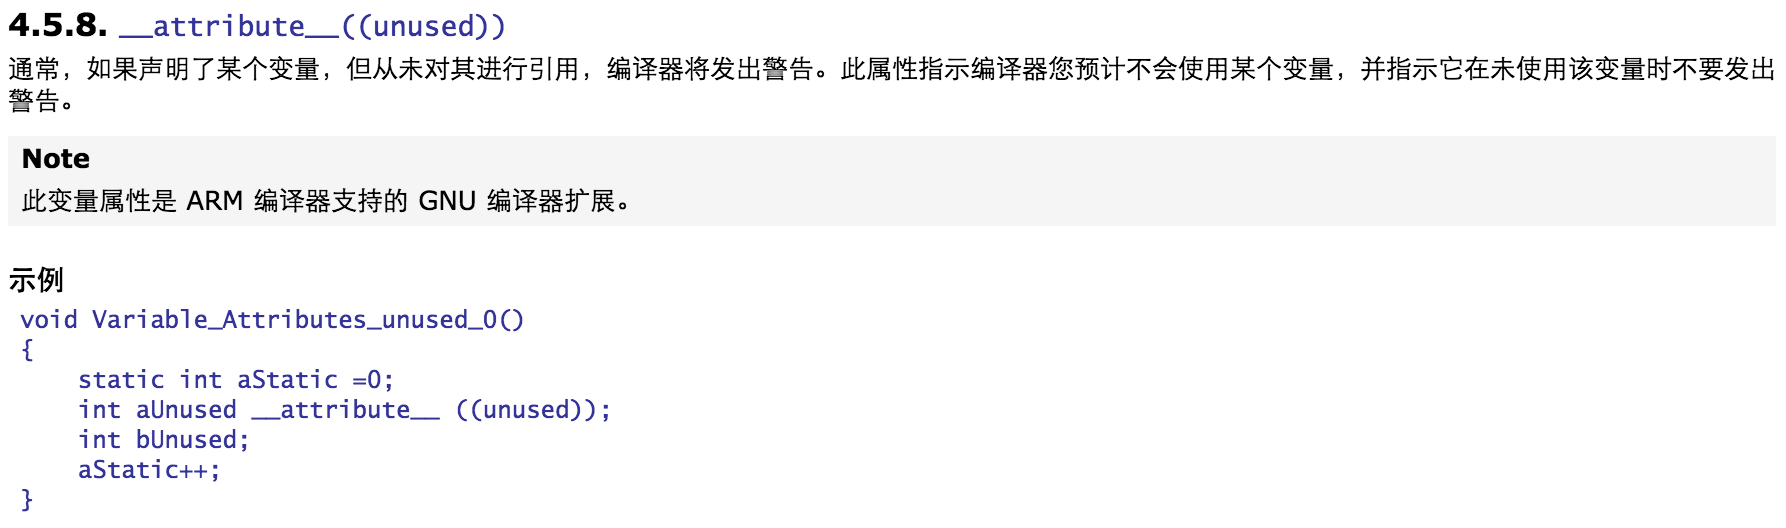 4.5.8. __attribute__((unused))
通常，如果声明了某个变量，但从未对其进行引用，编译器将发出警告。此属性指示编译器您预计不会使用某个变量，并指示它在未使用该变量时不要发出
警告。
Note
此变量属性是 ARM 编译器支持的 GNU 编译器扩展。
示例
void Variable_Attributes_unused_0()
{
    static int aStatic =0;
    int aUnused __attribute__ ((unused));
    int bUnused;
    aStatic++;
}